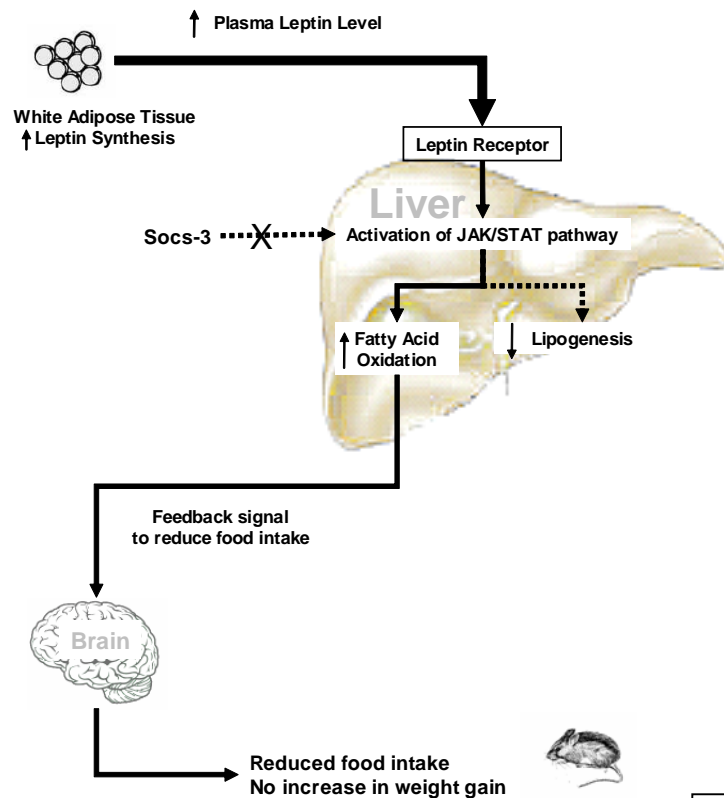 ↑ Plasma Leptin Level
White Adipose Tissue
↑ Leptin Synthesis
Leptin Receptor
Liver
Socs-3 X Activation of JAK/STAT pathway
↑ Fatty Acid
Oxidation
↓ Lipogenesis
Feedback signal
to reduce food intake
Brain
Reduced food intake
No increase in weight gain